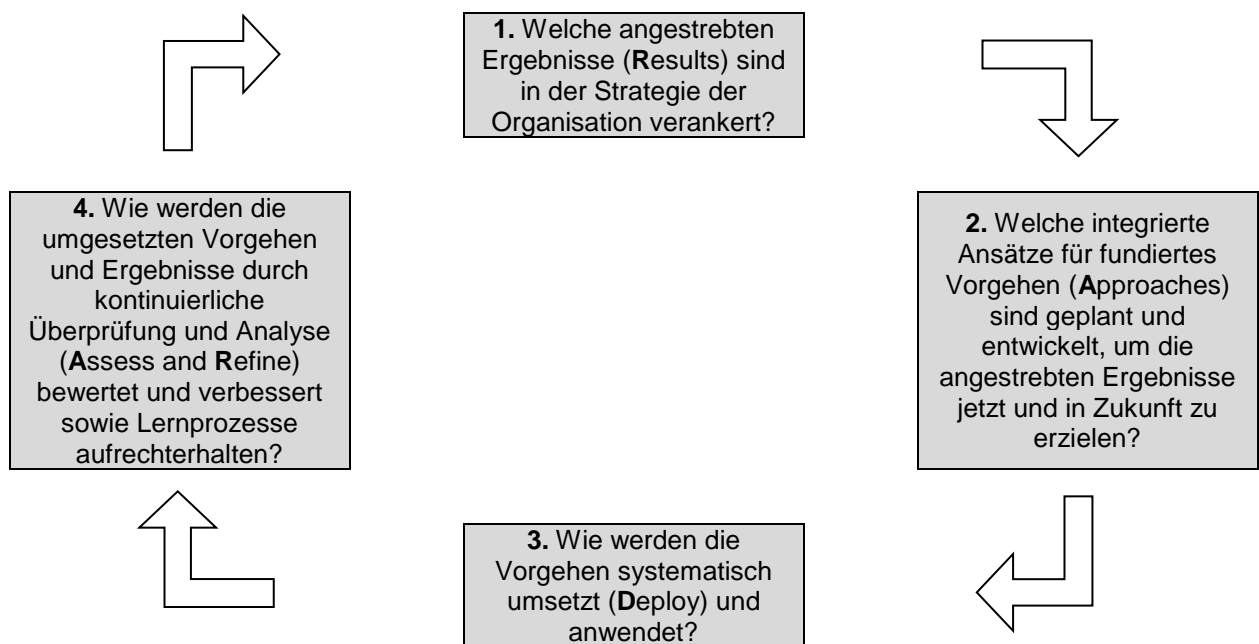 1. Welche angestrebten
Ergebnisse (Results) sind
in der Strategie der
Organisation verankert?
2. Welche integrierte
Ansätze für fundiertes
Vorgehen (Approaches)
sind geplant und
entwickelt, um die
angestrebten Ergebnisse
jetzt und in Zukunft zu
erzielen?
3. Wie werden die
Vorgehen systematisch
umsetzt (Deploy) und
anwendet?
4. Wie werden die
umgesetzten Vorgehen
und Ergebnisse durch
kontinuierliche
Überprüfung und Analyse
(Assess and Refine)
bewertet und verbessert
sowie Lernprozesse
aufrechterhalten?